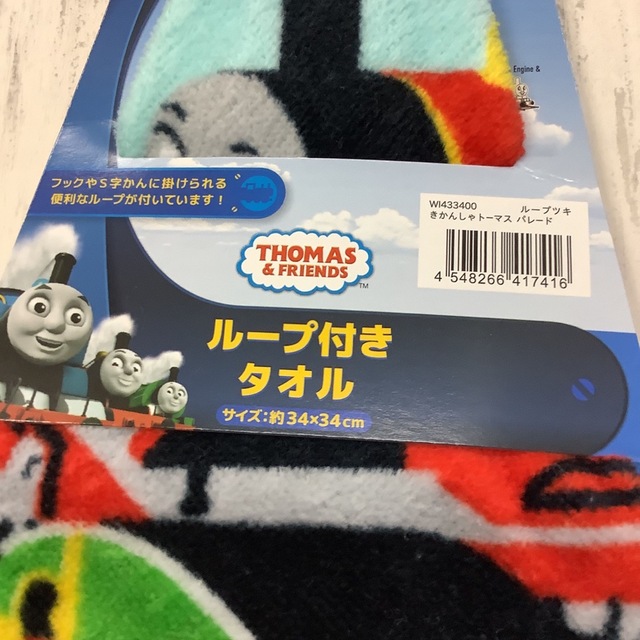 Engine &
フックやS字かんに掛けられる
便利なループが付いています!
WI433400 ループツキ
きかんしゃトーマス パレード
4 548266 417416
THOMAS
& FRIENDS
TM
ループ付き
タオル
サイズ:約34×34cm